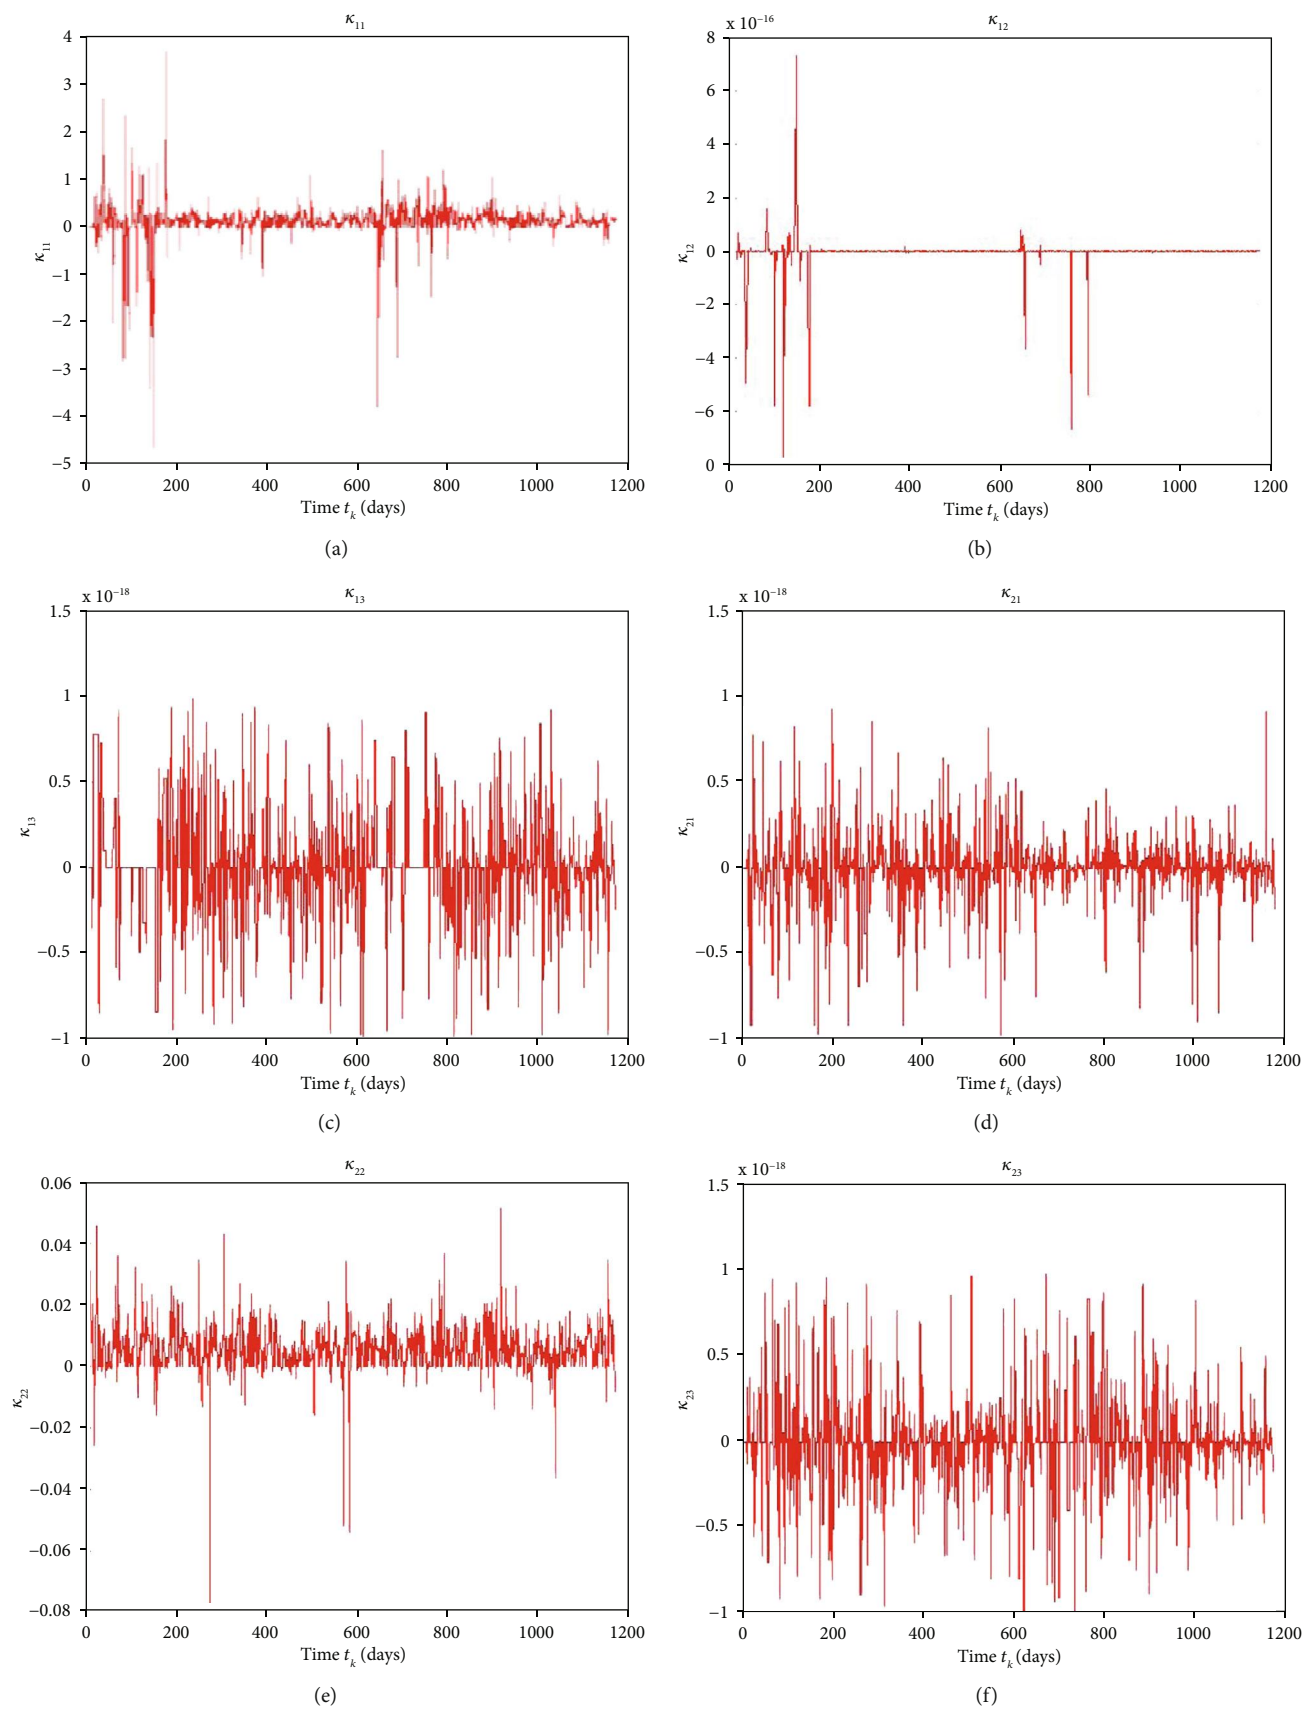 κ₁₁
4
3
2
1
0
−1
−2
−3
−4
−5
κ₁₁
0 200 400 600 800 1000 1200
Time t_k (days)
(a)
x 10⁻¹⁶
κ₁₂
8
6
4
2
0
−2
−4
−6
0
κ₁₂
0 200 400 600 800 1000 1200
Time t_k (days)
(b)
x 10⁻¹⁸
κ₁₃
1.5
1
0.5
0
−0.5
−1
κ₁₃
0 200 400 600 800 1000 1200
Time t_k (days)
(c)
x 10⁻¹⁸
κ₂₁
1.5
1
0.5
0
−0.5
−1
κ₂₁
0 200 400 600 800 1000 1200
Time t_k (days)
(d)
κ₂₂
0.06
0.04
0.02
0
−0.02
−0.04
−0.06
−0.08
κ₂₂
0 200 400 600 800 1000 1200
Time t_k (days)
(e)
x 10⁻¹⁸
κ₂₃
1.5
1
0.5
0
−0.5
−1
κ₂₃
0 200 400 600 800 1000 1200
Time t_k (days)
(f)